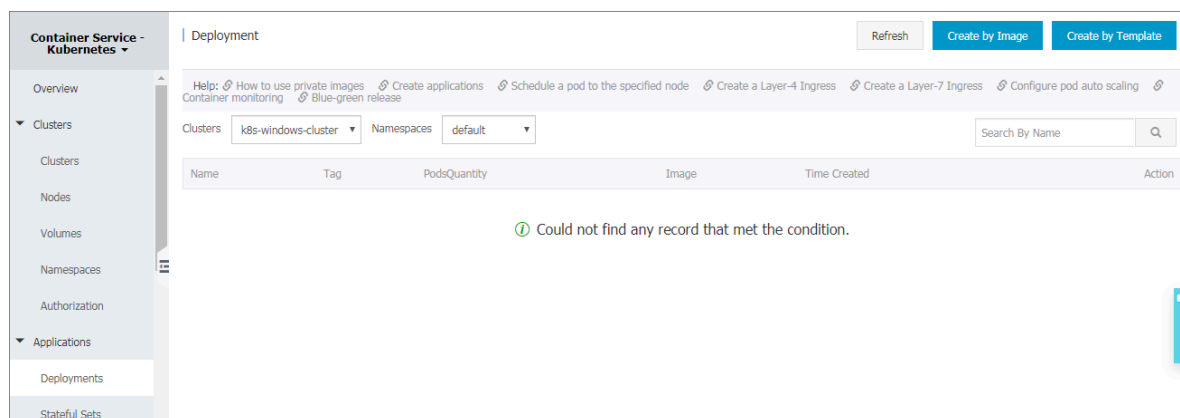 Container Service -
Kubernetes
Overview
Clusters
Clusters
Nodes
Volumes
Namespaces
Authorization
Applications
Deployments
Stateful Sets
Deployment
Refresh
Create by Image
Create by Template
Help: How to use private images Create applications Schedule a pod to the specified node Create a Layer-4 Ingress Create a Layer-7 Ingress Configure pod auto scaling
Container monitoring Blue-green release
Clusters k8s-windows-cluster Namespaces default Search By Name
Name Tag PodsQuantity Image Time Created Action
Could not find any record that met the condition.